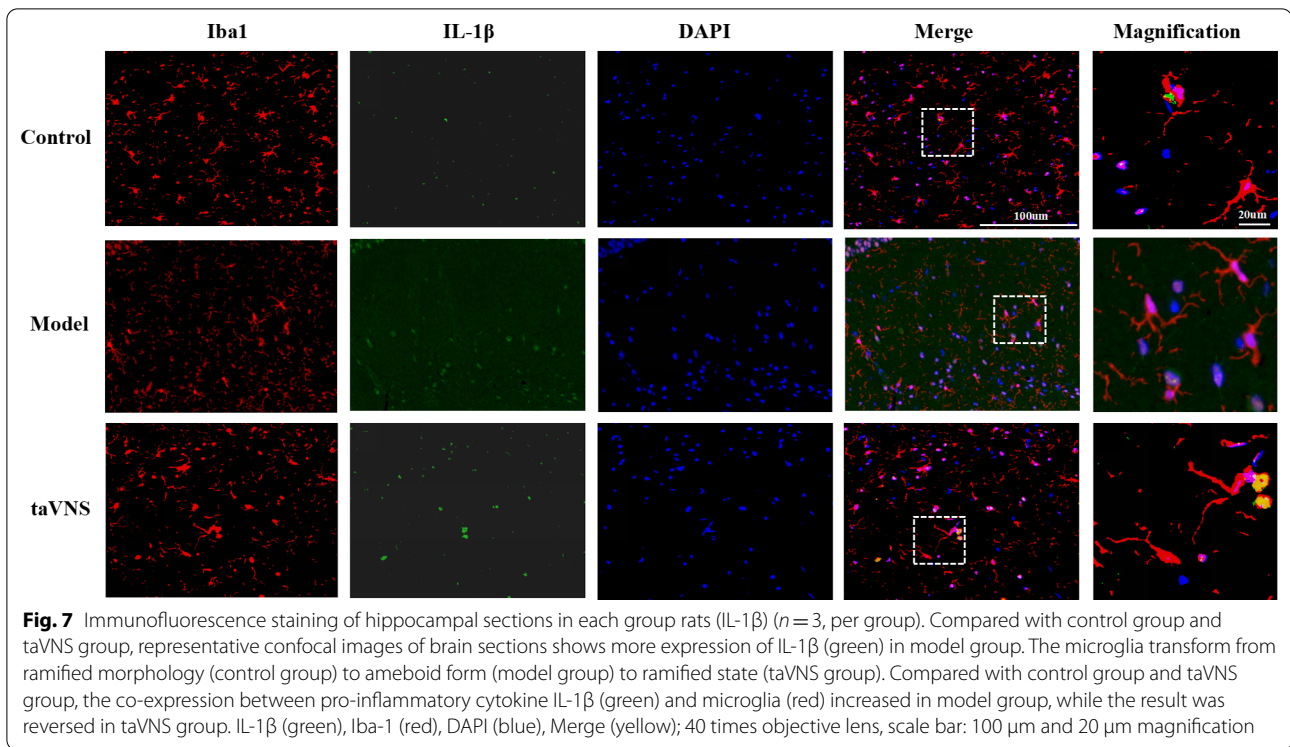 Iba1 IL-1β DAPI Merge Magnification
Control
100um
20um
Model
taVNS
Fig. 7 Immunofluorescence staining of hippocampal sections in each group rats (IL-1β) (n = 3, per group). Compared with control group and
taVNS group, representative confocal images of brain sections shows more expression of IL-1β (green) in model group. The microglia transform from
ramified morphology (control group) to ameboid form (model group) to ramified state (taVNS group). Compared with control group and taVNS
group, the co-expression between pro-inflammatory cytokine IL-1β (green) and microglia (red) increased in model group, while the result was
reversed in taVNS group. IL-1β (green), Iba-1 (red), DAPI (blue), Merge (yellow); 40 times objective lens, scale bar: 100 μm and 20 μm magnification